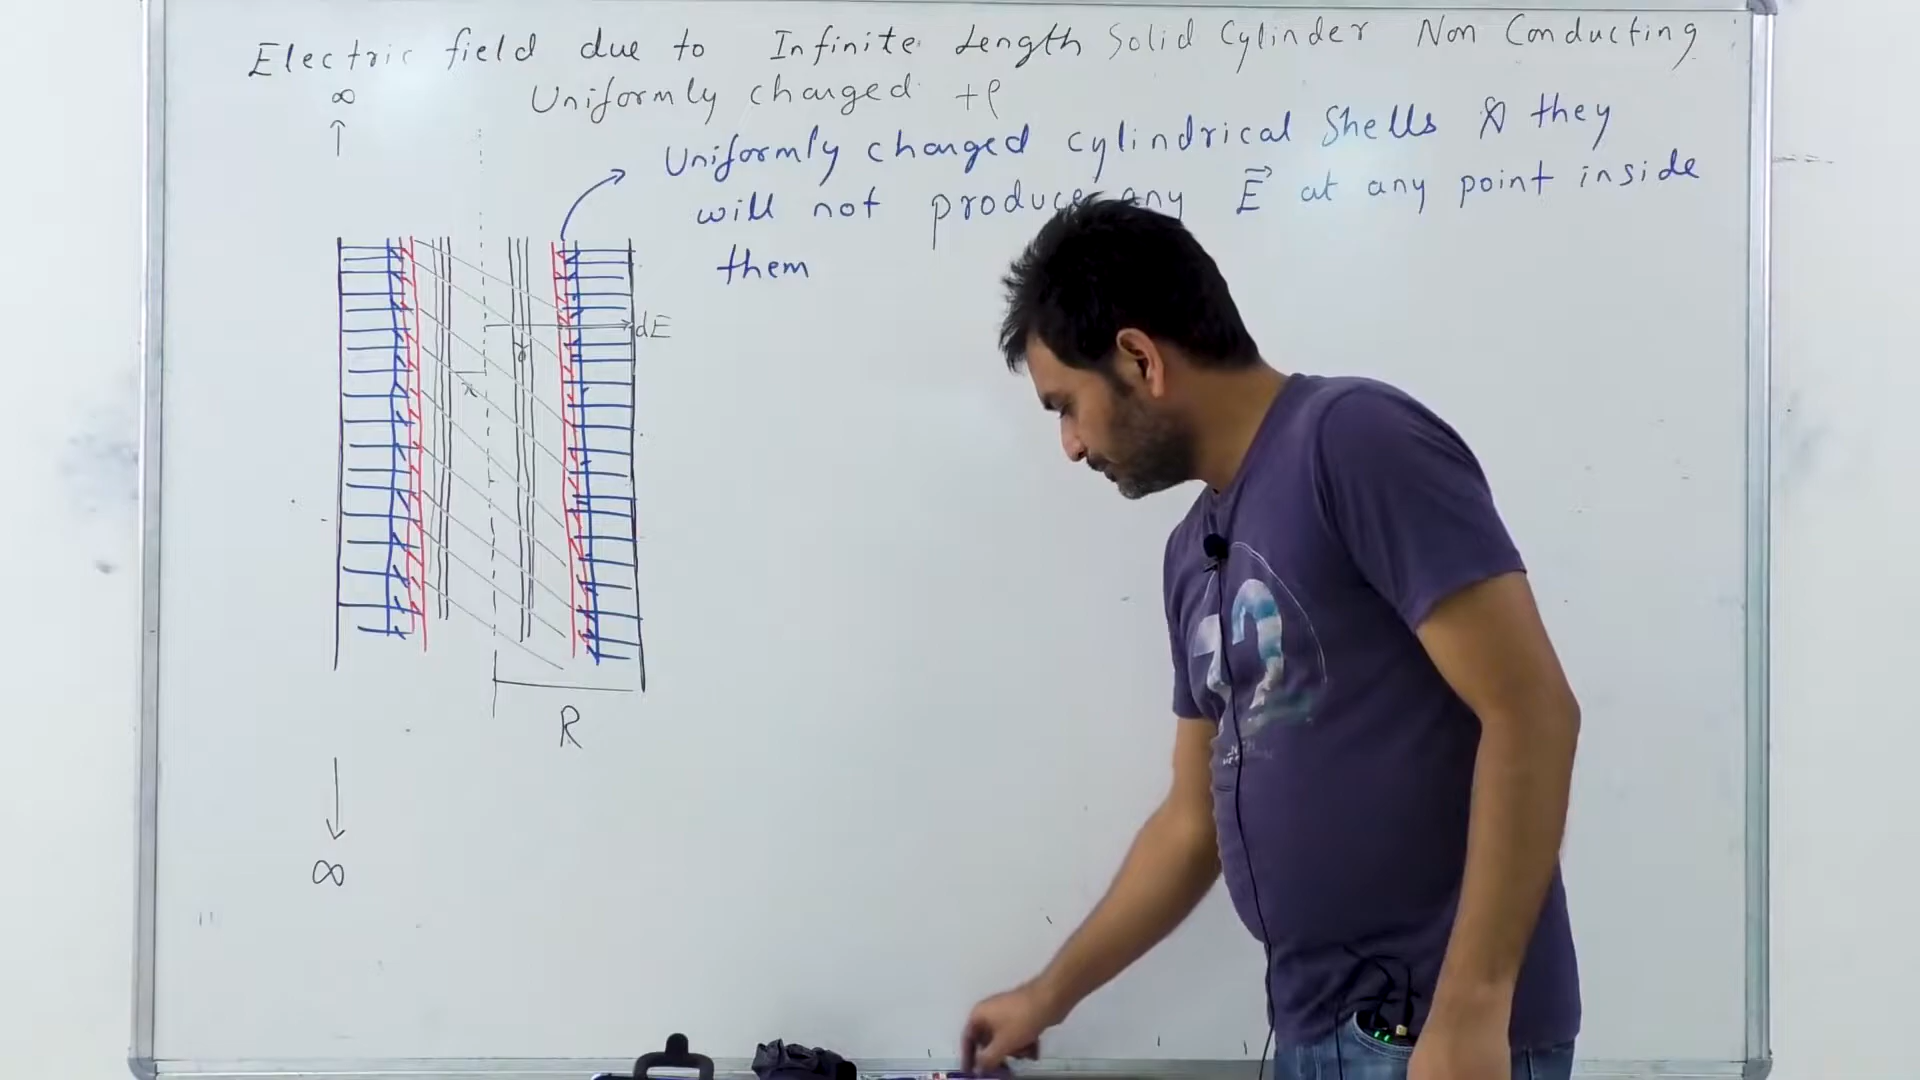 Electric field due to Infinite Length Solid Cylinder Non Conducting
Uniformly charged +ρ
∞
Uniformly charged cylindrical Shells & they
will not produce any E⃗ at any point inside
them
dE
x
R
∞
72